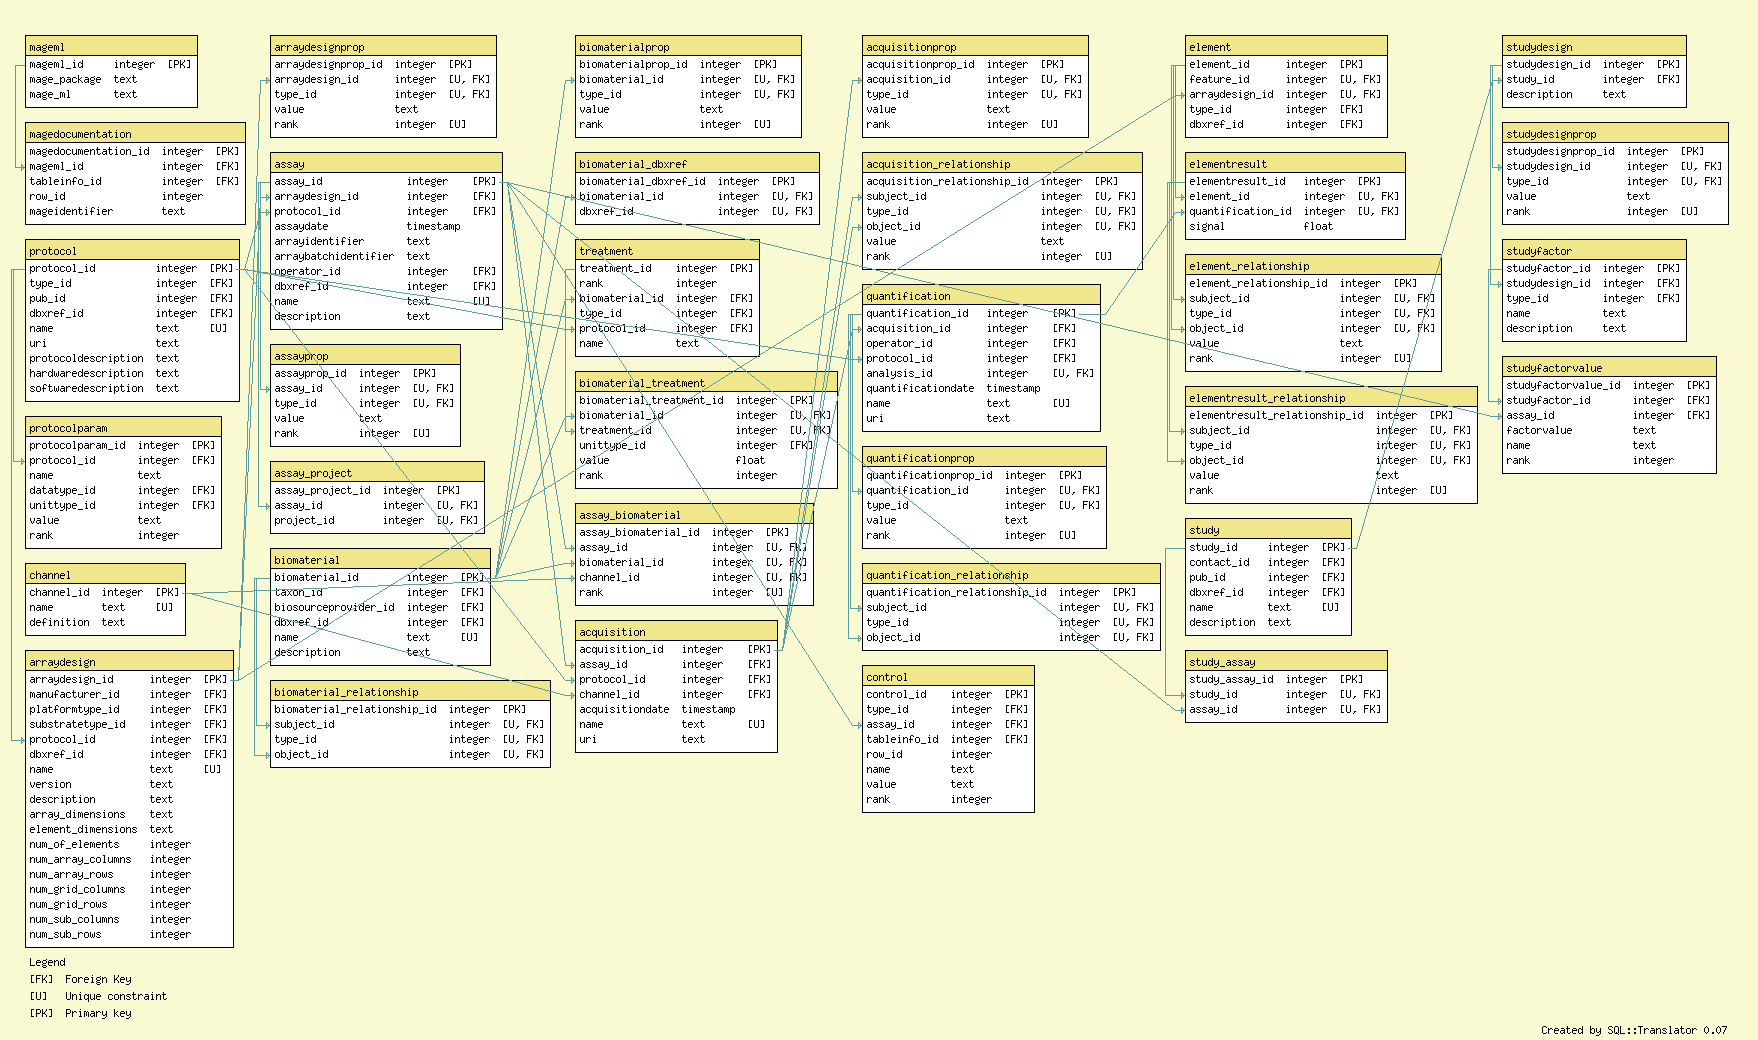 mageml
mageml_id integer [PK]
mage_package text
mage_ml text
magedocumentation
magedocumentation_id integer [PK]
mageml_id integer [FK]
tableinfo_id integer [FK]
row_id integer
mageidentifier text
protocol
protocol_id integer [PK]
type_id integer [FK]
pub_id integer [FK]
dbxref_id integer [FK]
name text [U]
uri text
protocoldescription text
hardwaredescription text
softwaredescription text
protocolparam
protocolparam_id integer [PK]
protocol_id integer [FK]
name text
datatype_id integer [FK]
unittype_id integer [FK]
value text
rank integer
channel
channel_id integer [PK]
name text [U]
definition text
arraydesign
arraydesign_id integer [PK]
manufacturer_id integer [FK]
platformtype_id integer [FK]
substratetype_id integer [FK]
protocol_id integer [FK]
dbxref_id integer [FK]
name text [U]
version text
description text
array_dimensions text
element_dimensions text
num_of_elements integer
num_array_columns integer
num_array_rows integer
num_grid_columns integer
num_grid_rows integer
num_sub_columns integer
num_sub_rows integer
Legend
[FK] Foreign Key
[U] Unique constraint
[PK] Primary key
arraydesignprop
arraydesignprop_id integer [PK]
arraydesign_id integer [U, FK]
type_id integer [U, FK]
value text
rank integer [U]
assay
assay_id integer [PK]
arraydesign_id integer [FK]
protocol_id integer [FK]
assaydate timestamp
arrayidentifier text
arraybatchidentifier text
operator_id integer [FK]
dbxref_id integer [FK]
name text [U]
description text
assayprop
assayprop_id integer [PK]
assay_id integer [U, FK]
type_id integer [U, FK]
value text
rank integer [U]
assay_project
assay_project_id integer [PK]
assay_id integer [U, FK]
project_id integer [U, FK]
biomaterial
biomaterial_id integer [PK]
taxon_id integer [FK]
biosourceprovider_id integer [FK]
dbxref_id integer [FK]
name text [U]
description text
biomaterial_relationship
biomaterial_relationship_id integer [PK]
subject_id integer [U, FK]
type_id integer [U, FK]
object_id integer [U, FK]
biomaterialprop
biomaterialprop_id integer [PK]
biomaterial_id integer [U, FK]
type_id integer [U, FK]
value text
rank integer [U]
biomaterial_dbxref
biomaterial_dbxref_id integer [PK]
biomaterial_id integer [U, FK]
dbxref_id integer [U, FK]
treatment
treatment_id integer [PK]
rank integer
biomaterial_id integer [FK]
type_id integer [FK]
protocol_id integer [FK]
name text
biomaterial_treatment
biomaterial_treatment_id integer [PK]
biomaterial_id integer [U, FK]
treatment_id integer [U, FK]
unittype_id integer [FK]
value float
rank integer
assay_biomaterial
assay_biomaterial_id integer [PK]
assay_id integer [U, FK]
biomaterial_id integer [U, FK]
channel_id integer [U, FK]
rank integer [U]
acquisition
acquisition_id integer [PK]
assay_id integer [FK]
protocol_id integer [FK]
channel_id integer [FK]
acquisitiondate timestamp
name text [U]
uri text
acquisitionprop
acquisitionprop_id integer [PK]
acquisition_id integer [U, FK]
type_id integer [U, FK]
value text
rank integer [U]
acquisition_relationship
acquisition_relationship_id integer [PK]
subject_id integer [U, FK]
type_id integer [U, FK]
object_id integer [U, FK]
value text
rank integer [U]
quantification
quantification_id integer [PK]
acquisition_id integer [FK]
operator_id integer [FK]
protocol_id integer [FK]
analysis_id integer [U, FK]
quantificationdate timestamp
name text [U]
uri text
quantificationprop
quantificationprop_id integer [PK]
quantification_id integer [U, FK]
type_id integer [U, FK]
value text
rank integer [U]
quantification_relationship
quantification_relationship_id integer [PK]
subject_id integer [U, FK]
type_id integer [U, FK]
object_id integer [U, FK]
control
control_id integer [PK]
type_id integer [FK]
assay_id integer [FK]
tableinfo_id integer [FK]
row_id integer
name text
value text
rank integer
element
element_id integer [PK]
feature_id integer [U, FK]
arraydesign_id integer [U, FK]
type_id integer [FK]
dbxref_id integer [FK]
elementresult
elementresult_id integer [PK]
element_id integer [U, FK]
quantification_id integer [U, FK]
signal float
element_relationship
element_relationship_id integer [PK]
subject_id integer [U, FK]
type_id integer [U, FK]
object_id integer [U, FK]
value text
rank integer [U]
elementresult_relationship
elementresult_relationship_id integer [PK]
subject_id integer [U, FK]
type_id integer [U, FK]
object_id integer [U, FK]
value text
rank integer [U]
study
study_id integer [PK]
contact_id integer [FK]
pub_id integer [FK]
dbxref_id integer [FK]
name text [U]
description text
study_assay
study_assay_id integer [PK]
study_id integer [U, FK]
assay_id integer [U, FK]
studydesign
studydesign_id integer [PK]
study_id integer [FK]
description text
studydesignprop
studydesignprop_id integer [PK]
studydesign_id integer [U, FK]
type_id integer [U, FK]
value text
rank integer [U]
studyfactor
studyfactor_id integer [PK]
studydesign_id integer [FK]
type_id integer [FK]
name text
description text
studyfactorvalue
studyfactorvalue_id integer [PK]
studyfactor_id integer [FK]
assay_id integer [FK]
factorvalue text
name text
rank integer
Created by SQL::Translator 0.07